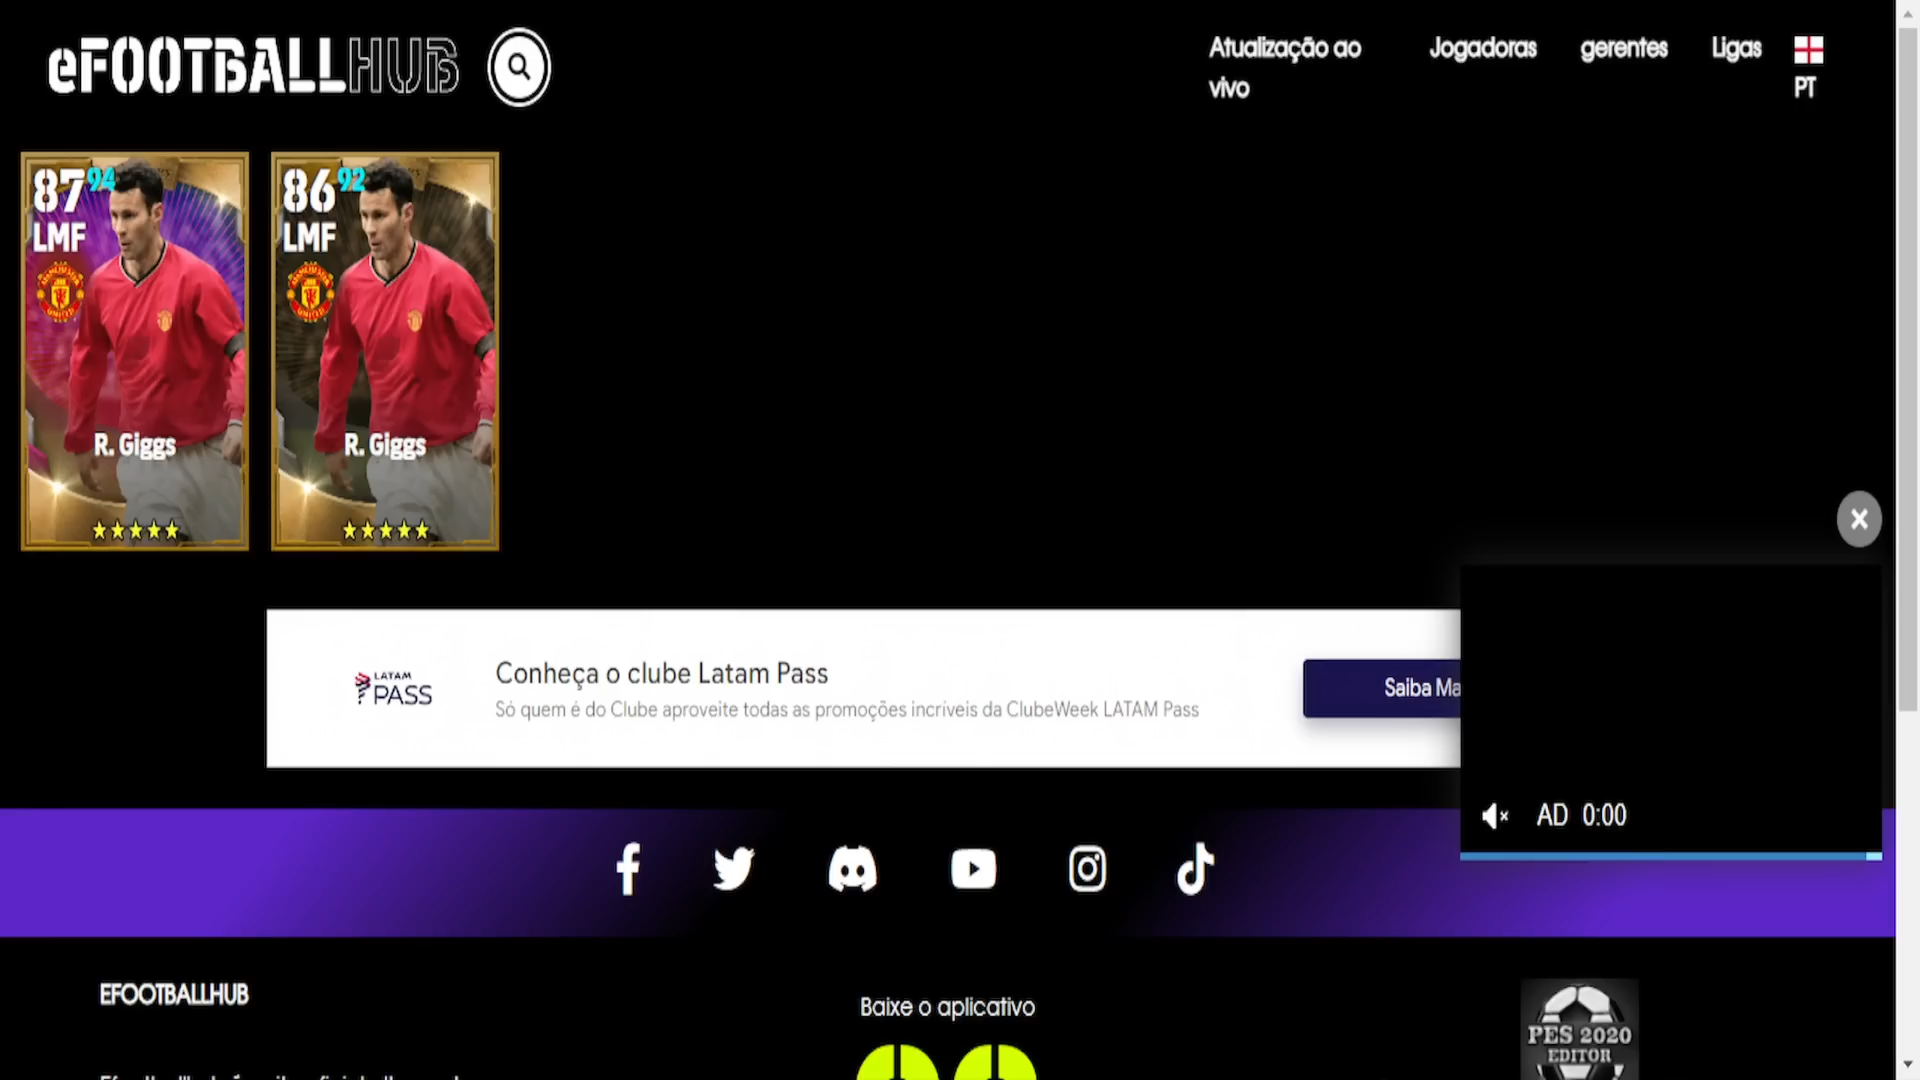 eFOOTBALLHUB
Atualização ao
vivo
Jogadoras
gerentes
Ligas
PT
87 94
LMF
R. Giggs
86 92
LMF
R. Giggs
LATAM
PASS
Conheça o clube Latam Pass
Só quem é do Clube aproveite todas as promoções incríveis da ClubeWeek LATAM Pass
Saiba Ma
AD 0:00
EFOOTBALLHUB
Baixe o aplicativo
PES 2020
EDITOR